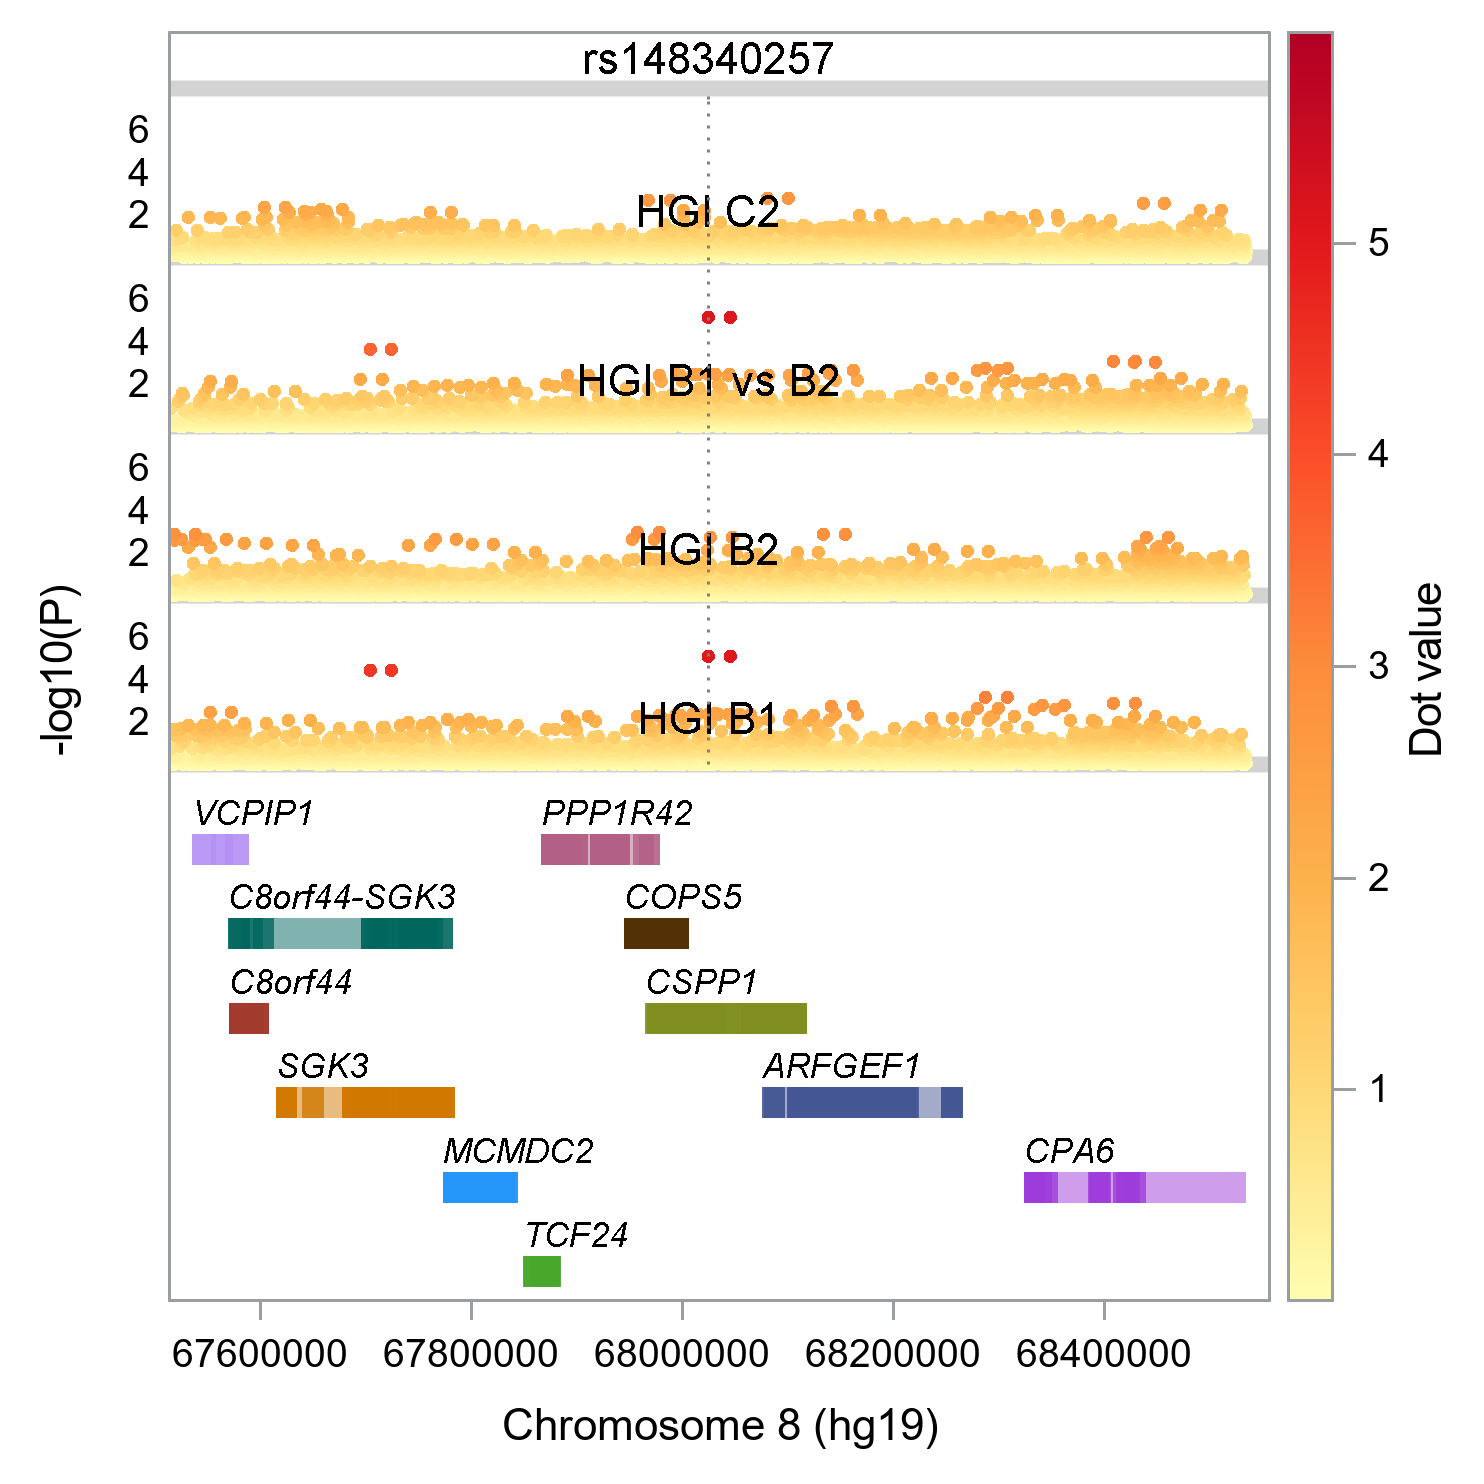 rs148340257
6
4
2
HGI C2
6
4
2
HGI B1 vs B2
6
4
2
HGI B2
6
4
2
HGI B1
-log10(P)
5
4
3
2
1
Dot value
VCPIP1
PPP1R42
C8orf44-SGK3
COPS5
C8orf44
CSPP1
SGK3
ARFGEF1
MCMDC2
CPA6
TCF24
67600000 67800000 68000000 68200000 68400000
Chromosome 8 (hg19)